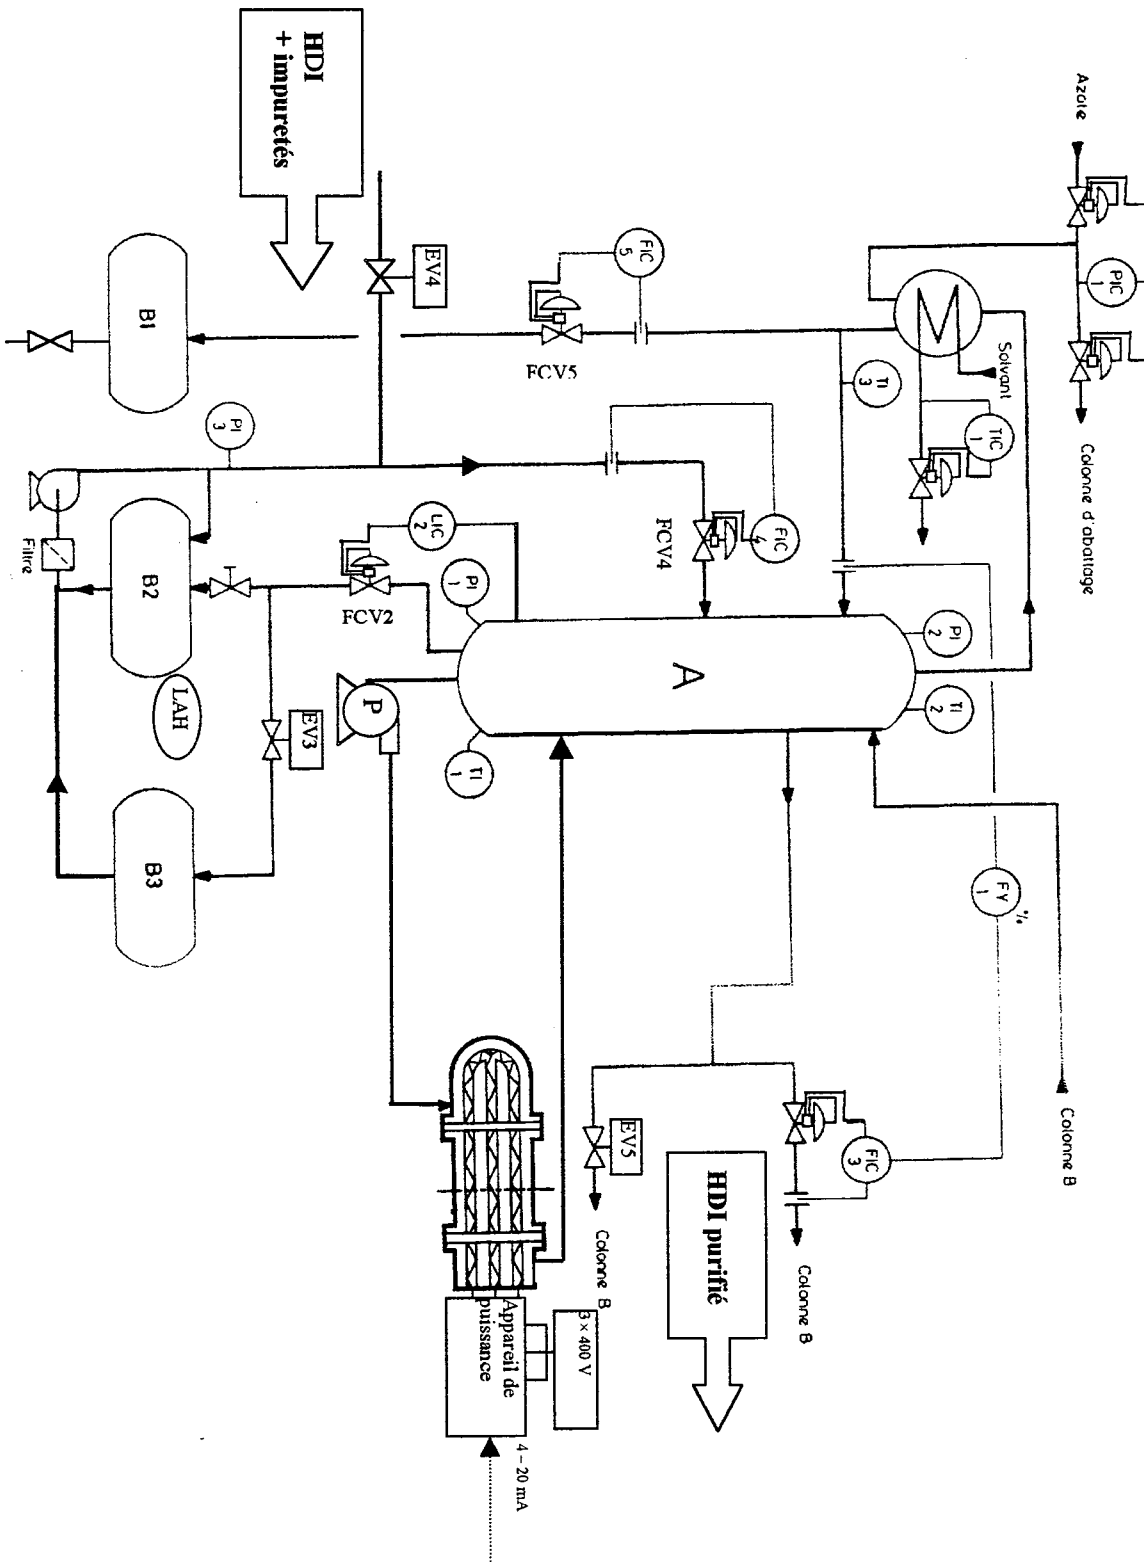 Azote
PIC
1
Colonne d'abattage
Solvant
TIC
1
FY
1
%
Colonne B
TI
3
PI
2
TI
2
FIC
5
FCV5
FIC
4
FCV4
A
FIC
3
Colonne B
HDI purifié
EV5
Colonne B
3 × 400 V
Appareil de
puissance
4 – 20 mA
HDI
+ impuretés
EV4
LIC
2
FCV2
PI
1
TI
1
P
EV3
PI
3
B1
B2
LAH
B3
Filtre